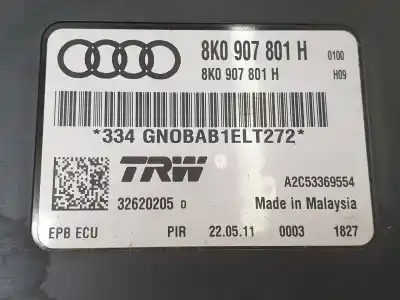 8K0 907 801 H 0100
8K0 907 801 H H09
*334 GNOBAB1ELT272*
TRW
32620205 D
A2C53369554
Made in Malaysia
EPB ECU PIR 22.05.11 0003 1827